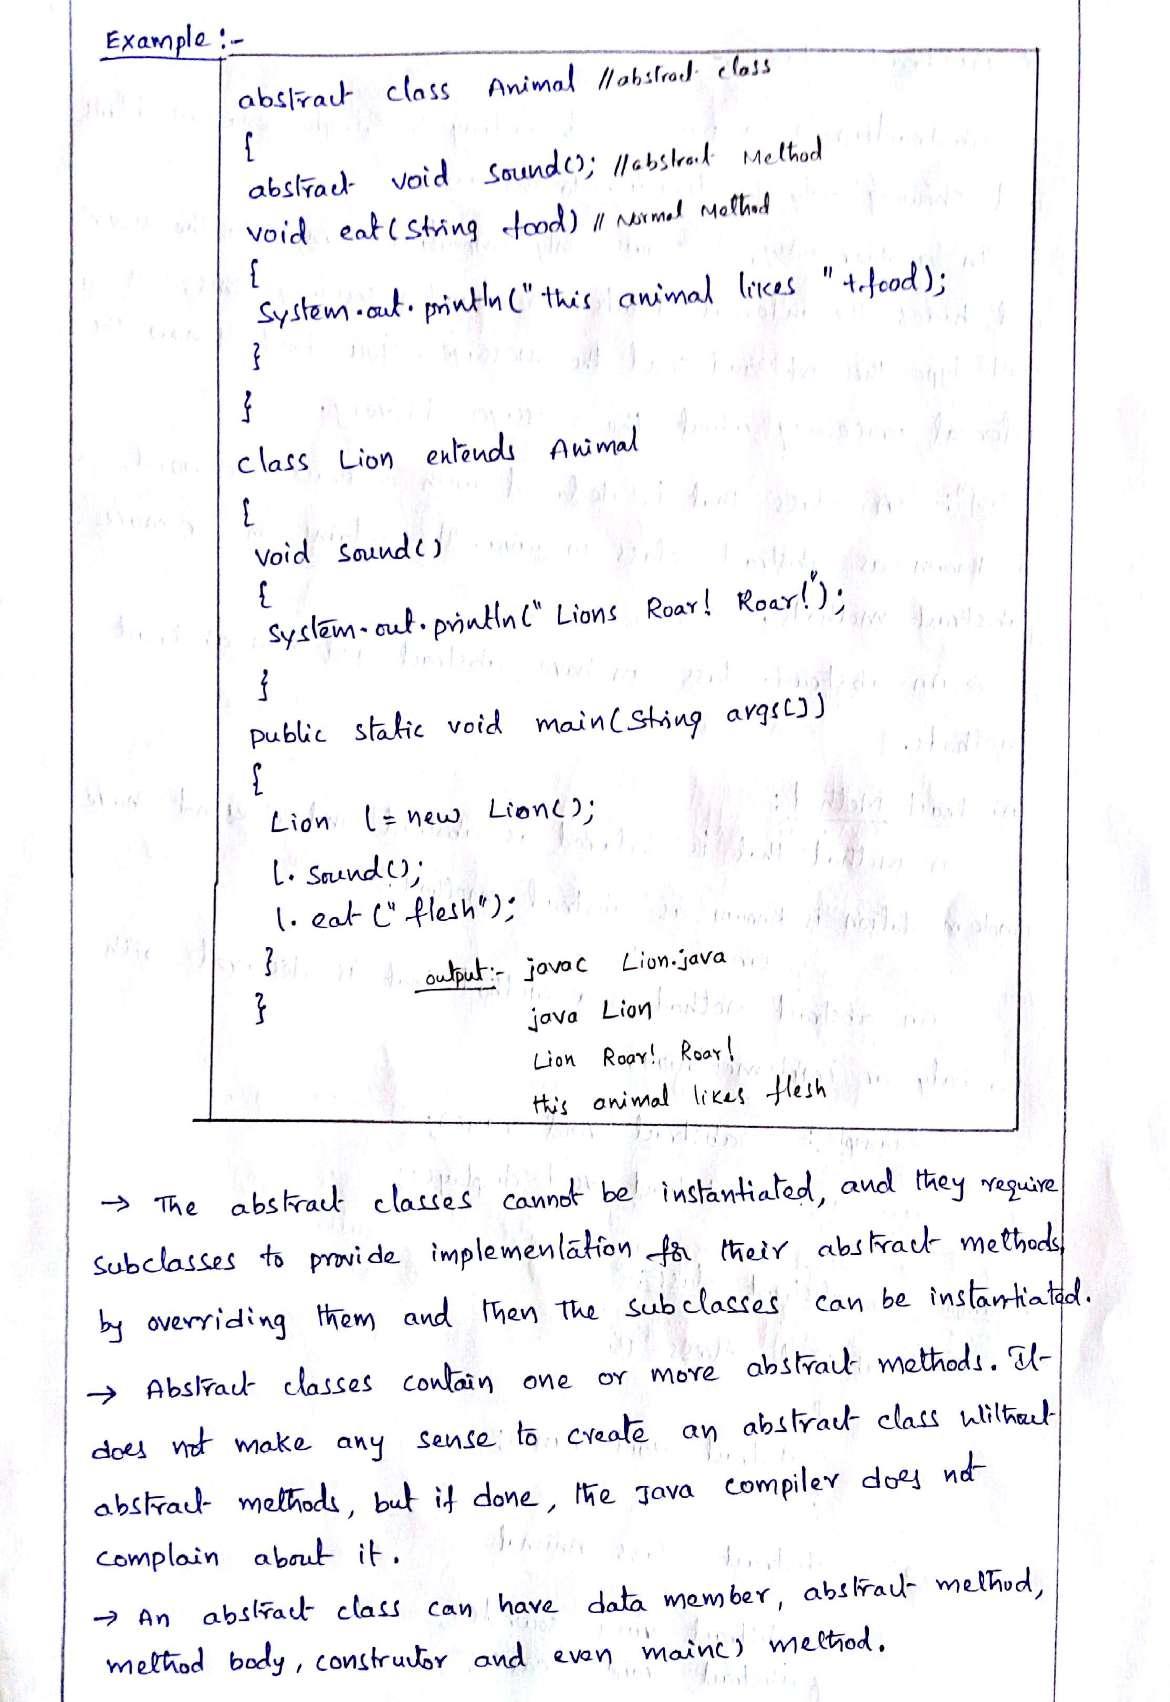 Example :-
abstract class Animal //abstract class
{
abstract void sound(); //abstract Method
void eat(String food) // Normal Method
{
System.out.println("this animal likes "+food);
}
}
class Lion extends Animal
{
void sound()
{
System.out.println("Lions Roar! Roar!");
}
public static void main(String args[])
{
Lion l = new Lion();
l.sound();
l.eat("flesh");
}
output:- javac Lion.java
}
java Lion
Lion Roar! Roar!
this animal likes flesh
→ The abstract classes cannot be instantiated, and they require
subclasses to provide implementation for their abstract methods
by overriding them and then the subclasses can be instantiated.
→ Abstract classes contain one or more abstract methods. It
does not make any sense to create an abstract class without
abstract methods, but if done, the Java compiler does not
complain about it.
→ An abstract class can have data member, abstract method,
method body, constructor and even main() method.